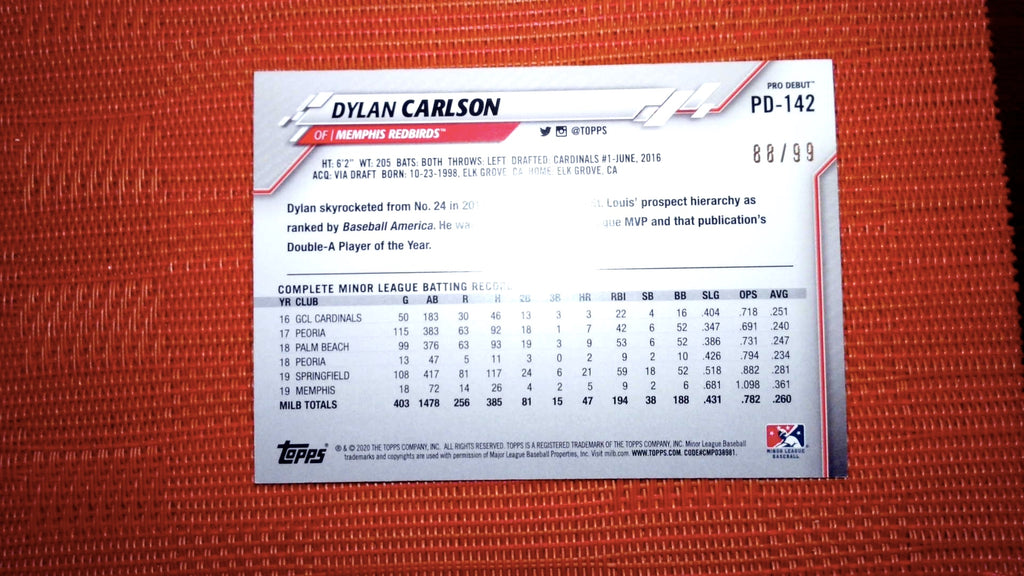 DYLAN CARLSON
PRO DEBUT™
PD-142
OF | MEMPHIS REDBIRDS™
@TOPPS
88/99
HT: 6'2" WT: 205 BATS: BOTH THROWS: LEFT DRAFTED: CARDINALS #1-JUNE, 2016
ACQ: VIA DRAFT BORN: 10-23-1998, ELK GROVE, CA HOME: ELK GROVE, CA
Dylan skyrocketed from No. 24 in St. Louis' prospect hierarchy as
ranked by Baseball America. He MVP and that publication's
Double-A Player of the Year.
COMPLETE MINOR LEAGUE BATTING RECORD
YR CLUB G AB R H 2B 3B HR RBI SB BB SLG OPS AVG
16 GCL CARDINALS 50 183 30 46 13 3 3 22 4 16 .404 .718 .251
17 PEORIA 115 383 63 92 18 1 7 42 6 52 .347 .691 .240
18 PALM BEACH 99 376 63 93 19 3 9 53 6 52 .386 .731 .247
18 PEORIA 13 47 5 11 3 0 2 9 2 10 .426 .794 .234
19 SPRINGFIELD 108 417 81 117 24 6 21 59 18 52 .518 .882 .281
19 MEMPHIS 18 72 14 26 4 2 5 9 2 6 .681 1.098 .361
MILB TOTALS 403 1478 256 385 81 15 47 194 38 188 .431 .782 .260
Topps
® & © 2020 THE TOPPS COMPANY, INC. ALL RIGHTS RESERVED. TOPPS IS A REGISTERED TRADEMARK OF THE TOPPS COMPANY, INC. Minor League Baseball
trademarks and copyrights are used with permission of Major League Baseball Properties, Inc. Visit milb.com. WWW.TOPPS.COM. CODE#CMP038981.
MINOR LEAGUE
BASEBALL